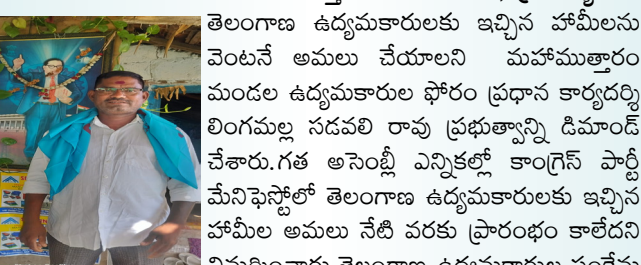 తెలంగాణ ఉద్యమకారులకు ఇచ్చిన హామీలను
వెంటనే అమలు చేయాలని మహాముత్తారం
మండల ఉద్యమకారుల ఫోరం ప్రధాన కార్యదర్శి
లింగమల్ల సడవలి రావు ప్రభుత్వాన్ని డిమాండ్
చేశారు.గత అసెంబ్లీ ఎన్నికల్లో కాంగ్రెస్ పార్టీ
మేనిఫెస్టోలో తెలంగాణ ఉద్యమకారులకు ఇచ్చిన
హామీల అమలు నేటి వరకు ప్రారంభం కాలేదని